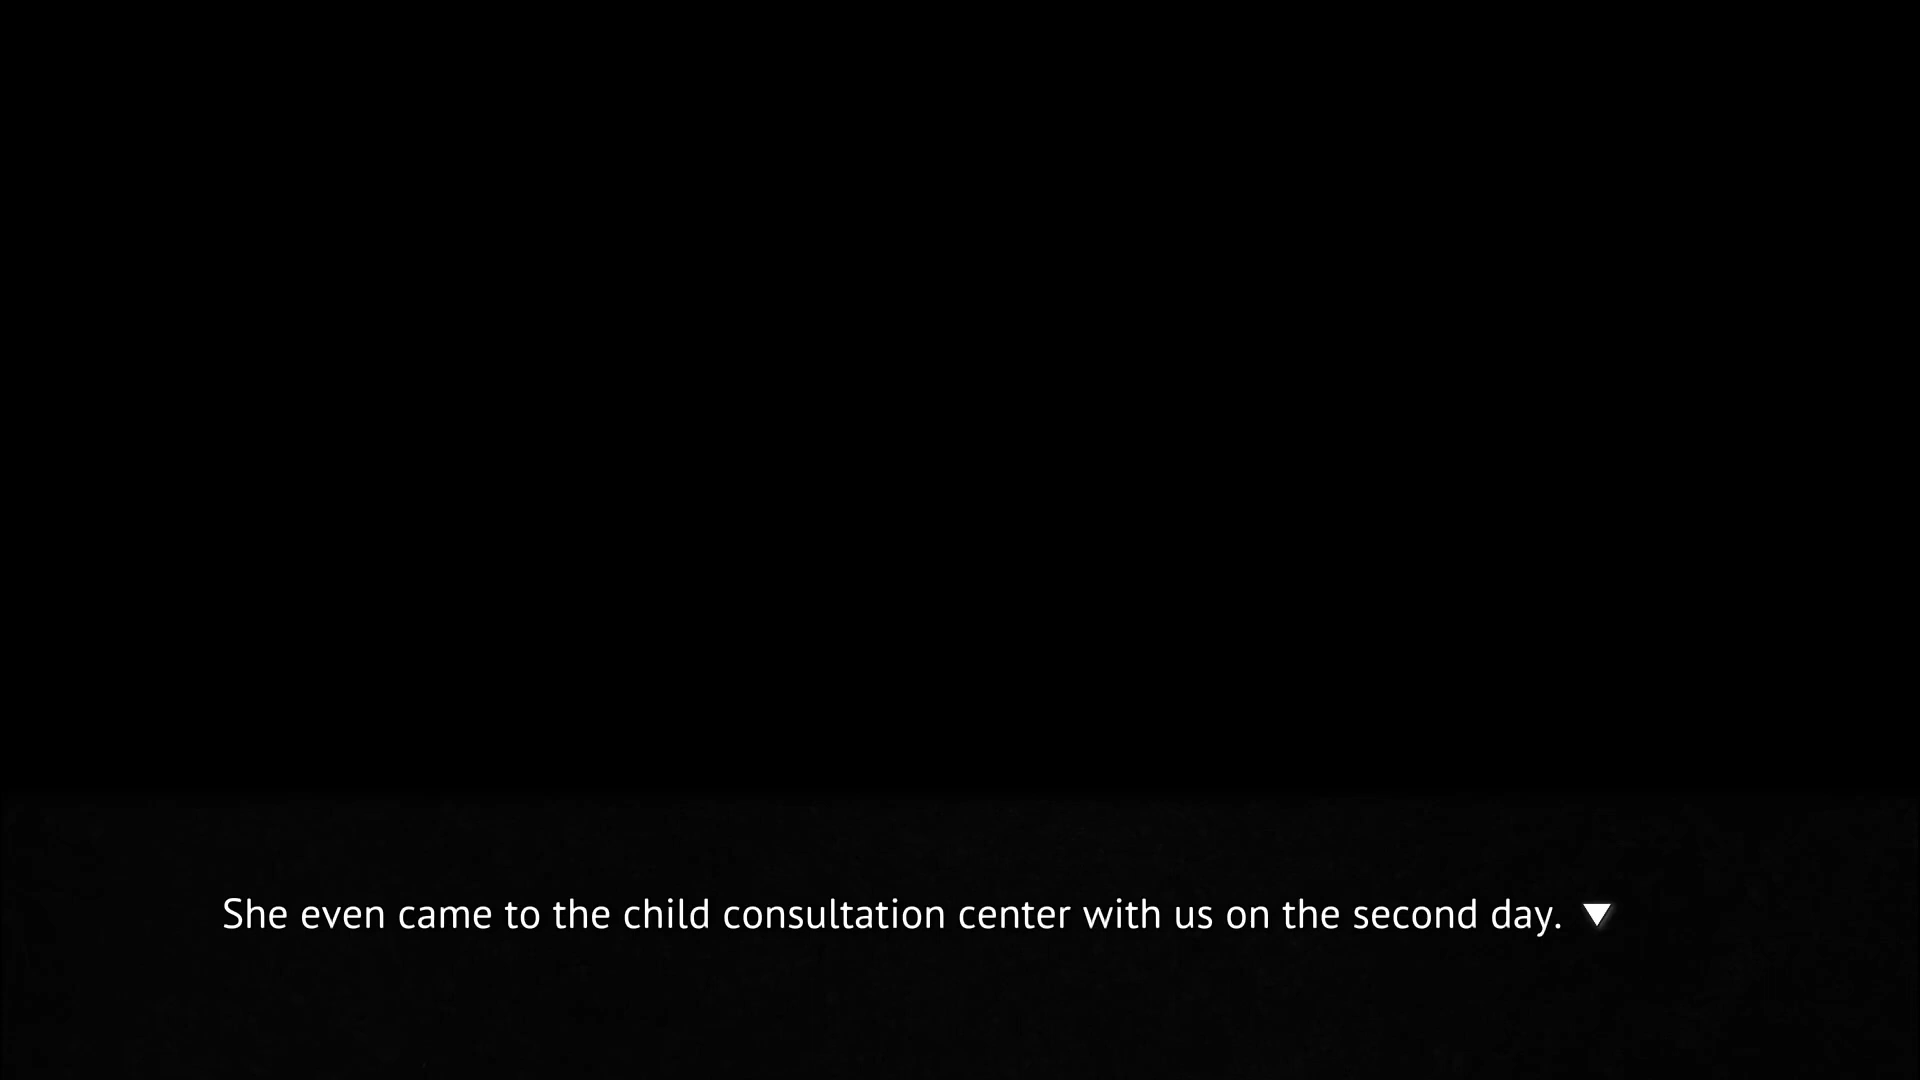 She even came to the child consultation center with us on the second day.